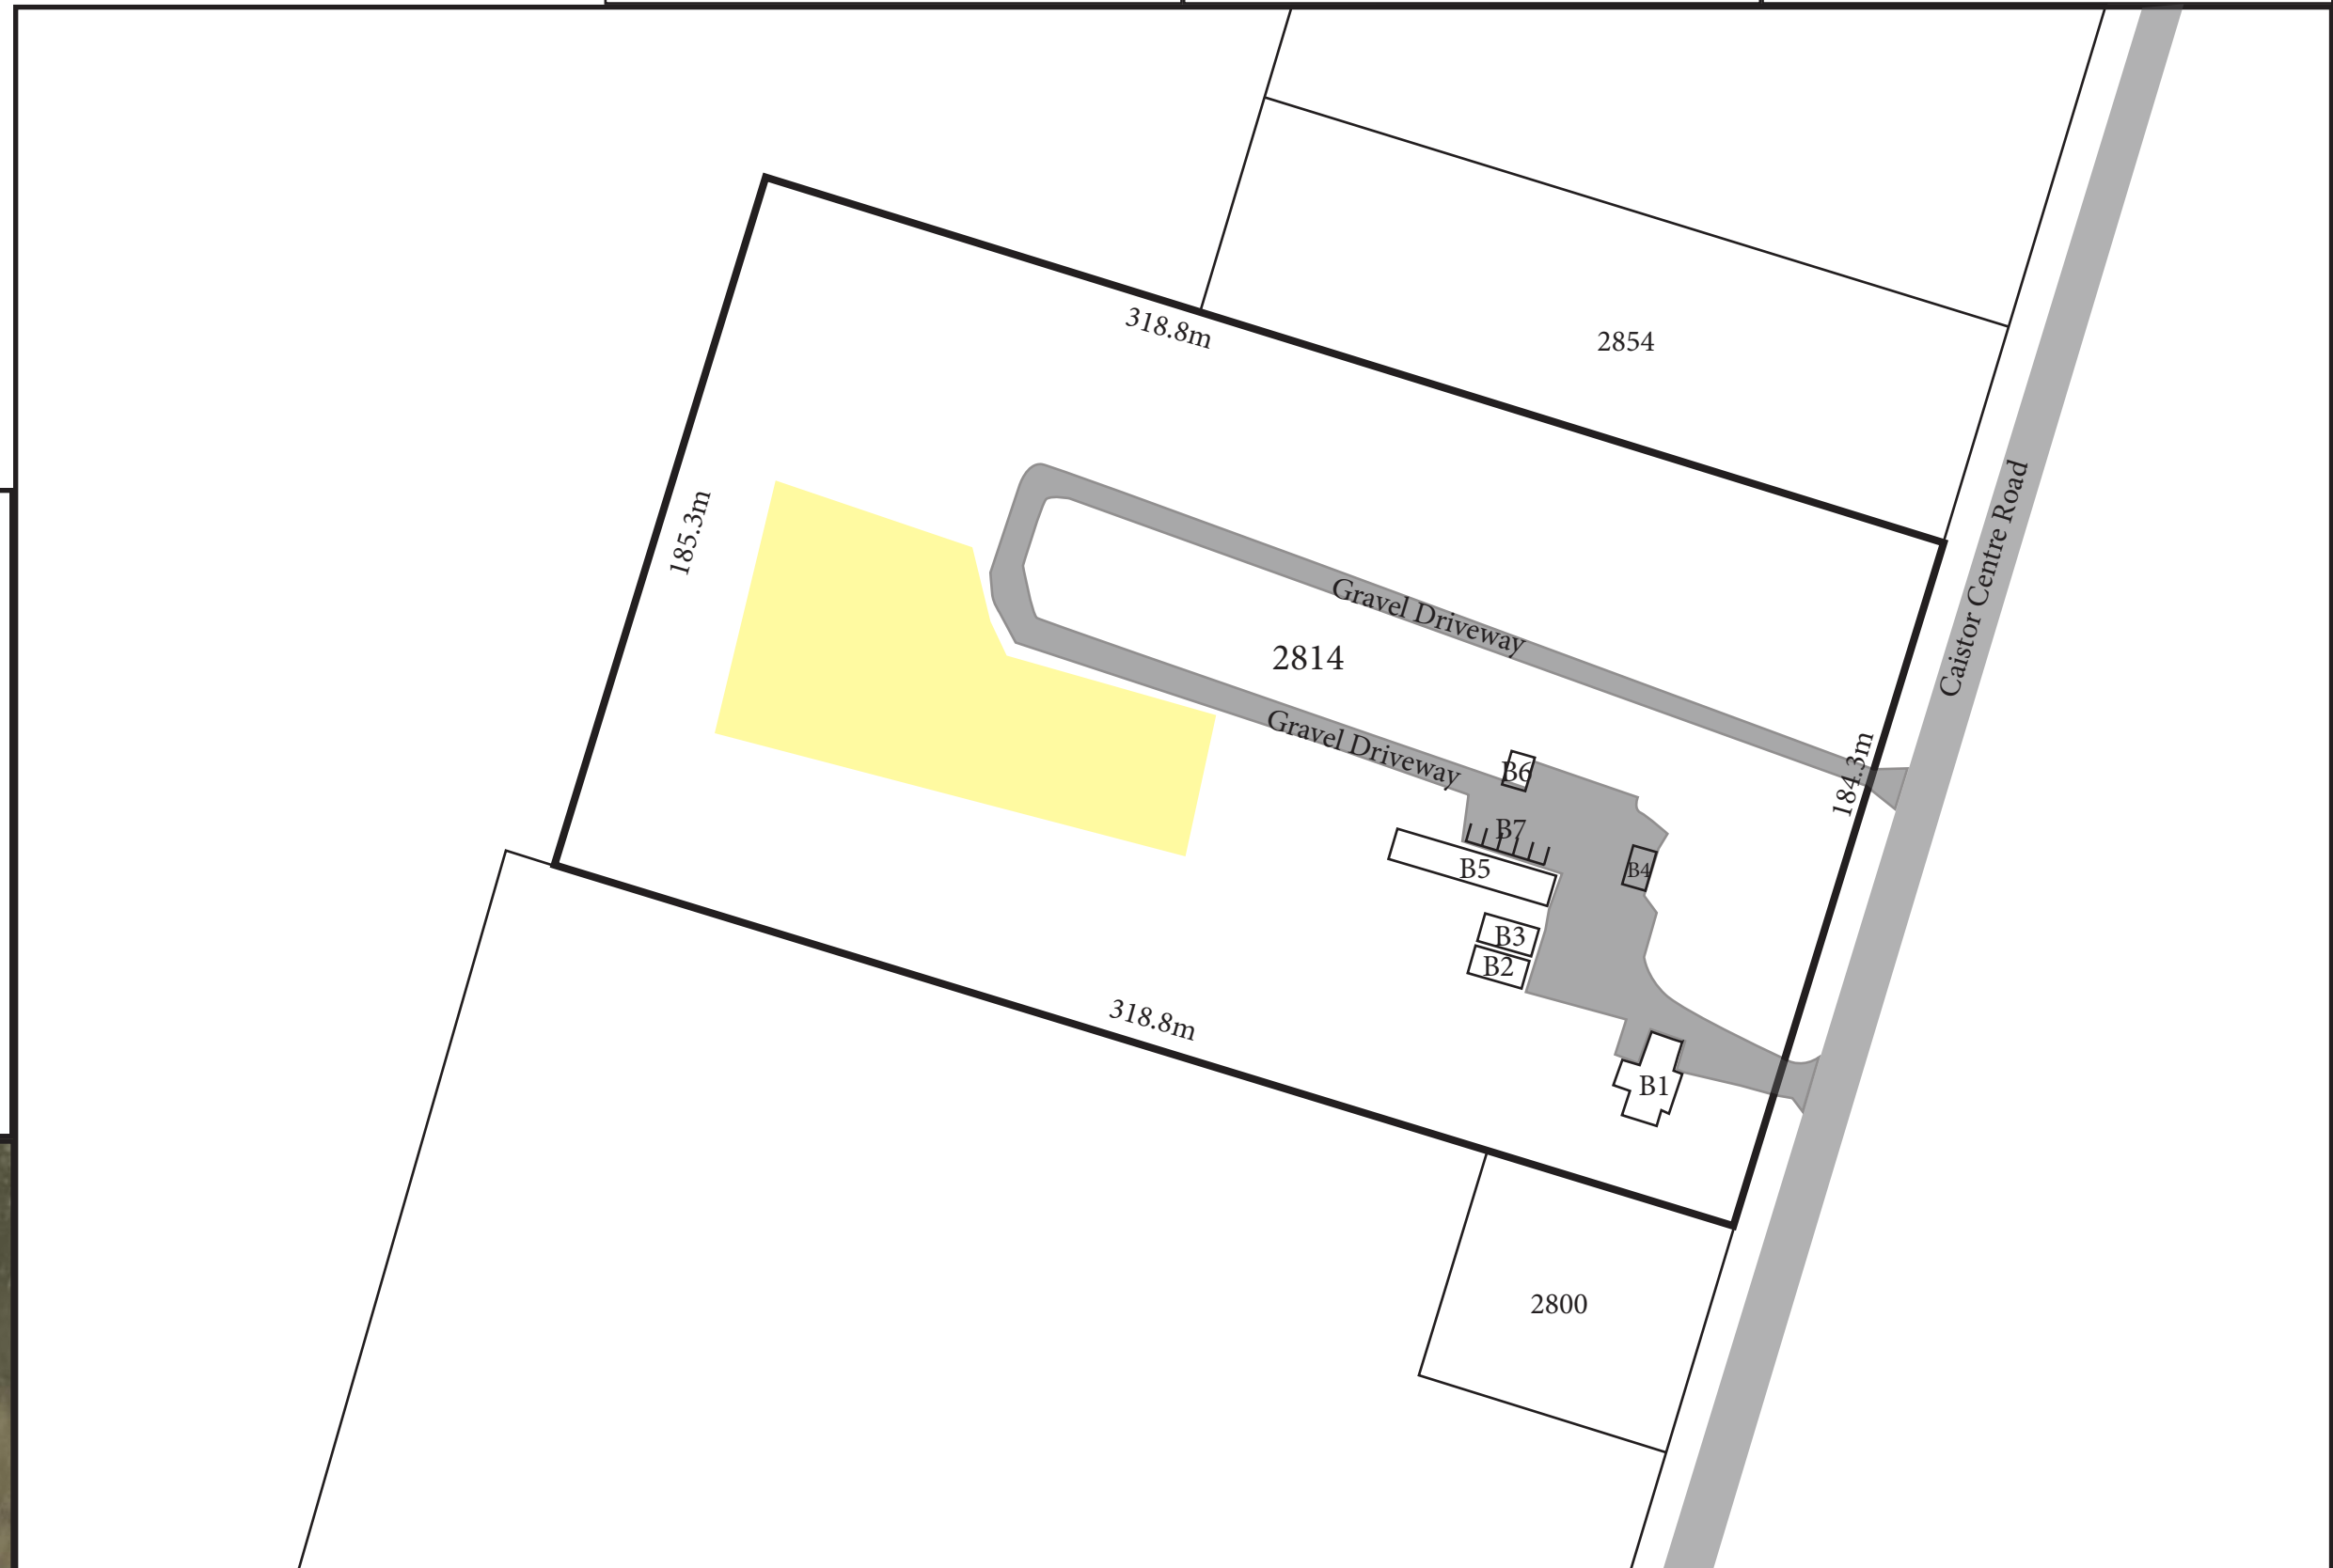 318.8m
2854
185.3m
Caistor Centre Road
Gravel Driveway
2814
Gravel Driveway
184.3m
B6
B7
B5
B4
B3
B2
318.8m
B1
2800